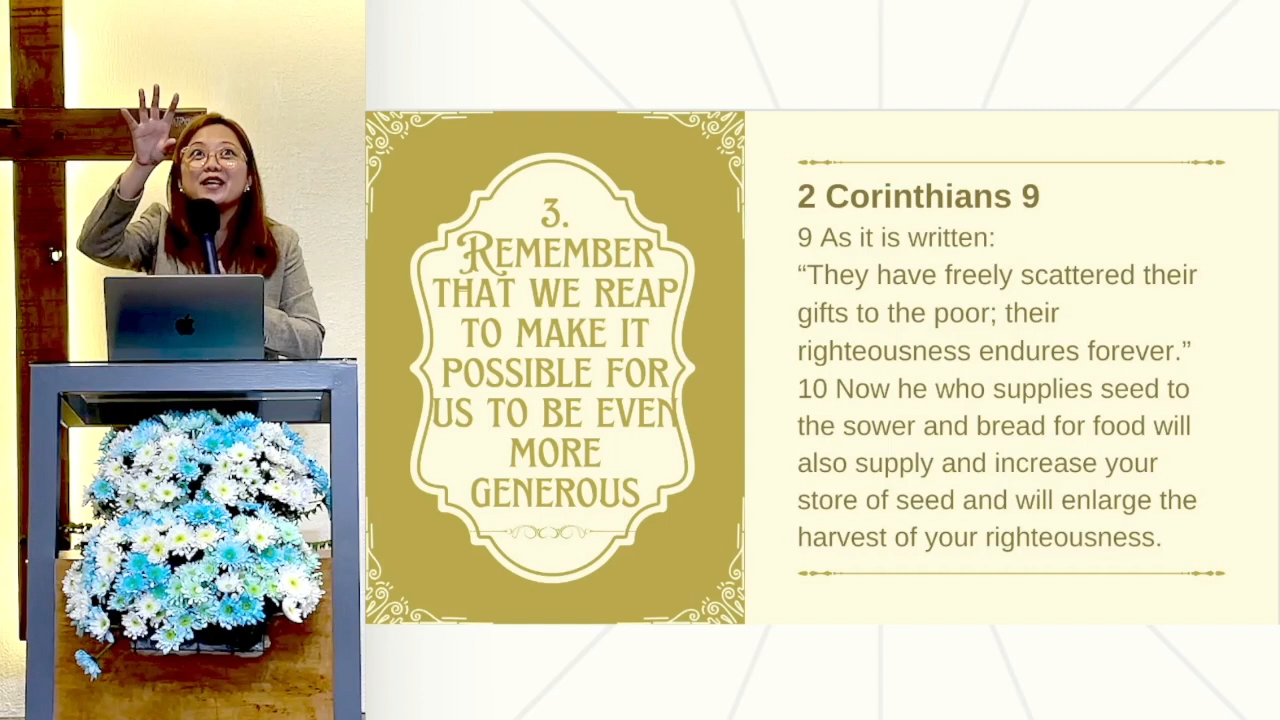 3.
REMEMBER
THAT WE REAP
TO MAKE IT
POSSIBLE FOR
US TO BE EVEN
MORE
GENEROUS
2 Corinthians 9
9 As it is written:
“They have freely scattered their
gifts to the poor; their
righteousness endures forever.”
10 Now he who supplies seed to
the sower and bread for food will
also supply and increase your
store of seed and will enlarge the
harvest of your righteousness.